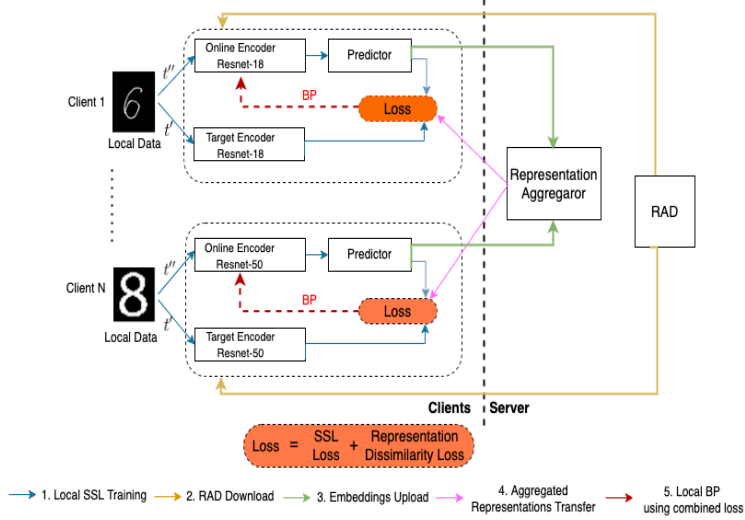 Online Encoder
Resnet-18
Predictor
t''
Client 1
6
BP
Loss
t'
Local Data
Target Encoder
Resnet-18
Representation
Aggregaror
RAD
Online Encoder
Resnet-50
Predictor
t''
Client N
8
BP
Loss
t'
Local Data
Target Encoder
Resnet-50
Clients
Server
Loss = SSL Loss + Representation Dissimilarity Loss
1. Local SSL Training
2. RAD Download
3. Embeddings Upload
4. Aggregated
Representations Transfer
5. Local BP
using combined loss